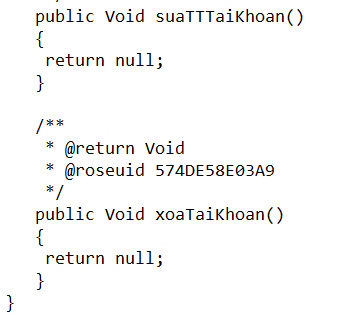 public Void suaTTTaiKhoan()
{
return null;
}
/**
* @return Void
* @roseuid 574DE58E03A9
*/
public Void xoaTaiKhoan()
{
return null;
}
}